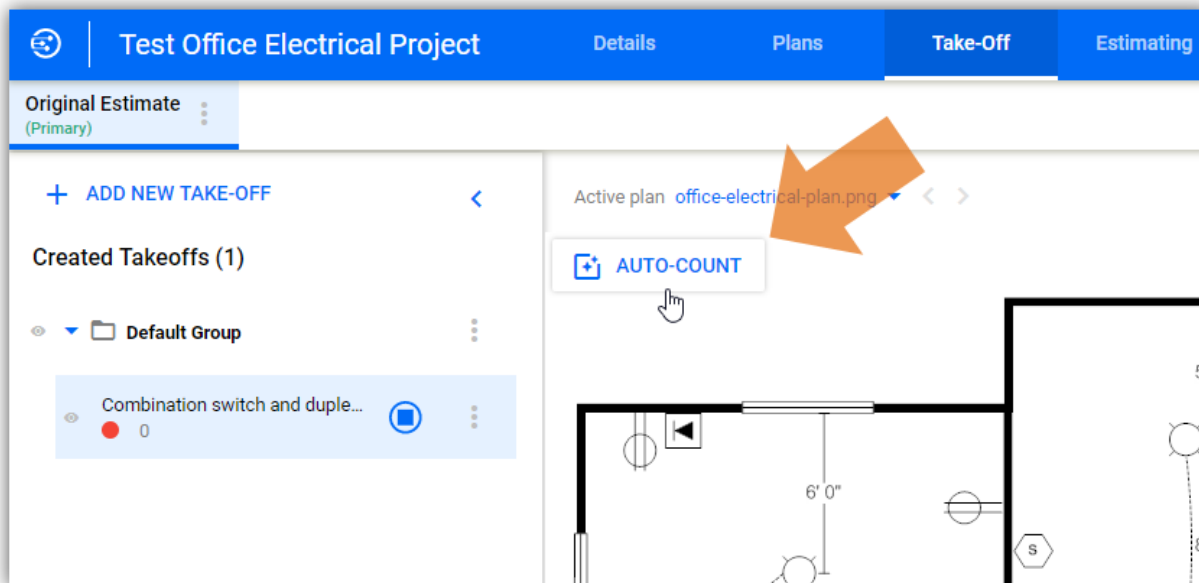 Test Office Electrical Project
Details
Plans
Take-Off
Estimating
Original Estimate
(Primary)
+ ADD NEW TAKE-OFF
Active plan office-electrical-plan.png
Created Takeoffs (1)
AUTO-COUNT
Default Group
Combination switch and duple...
0
6' 0"
S